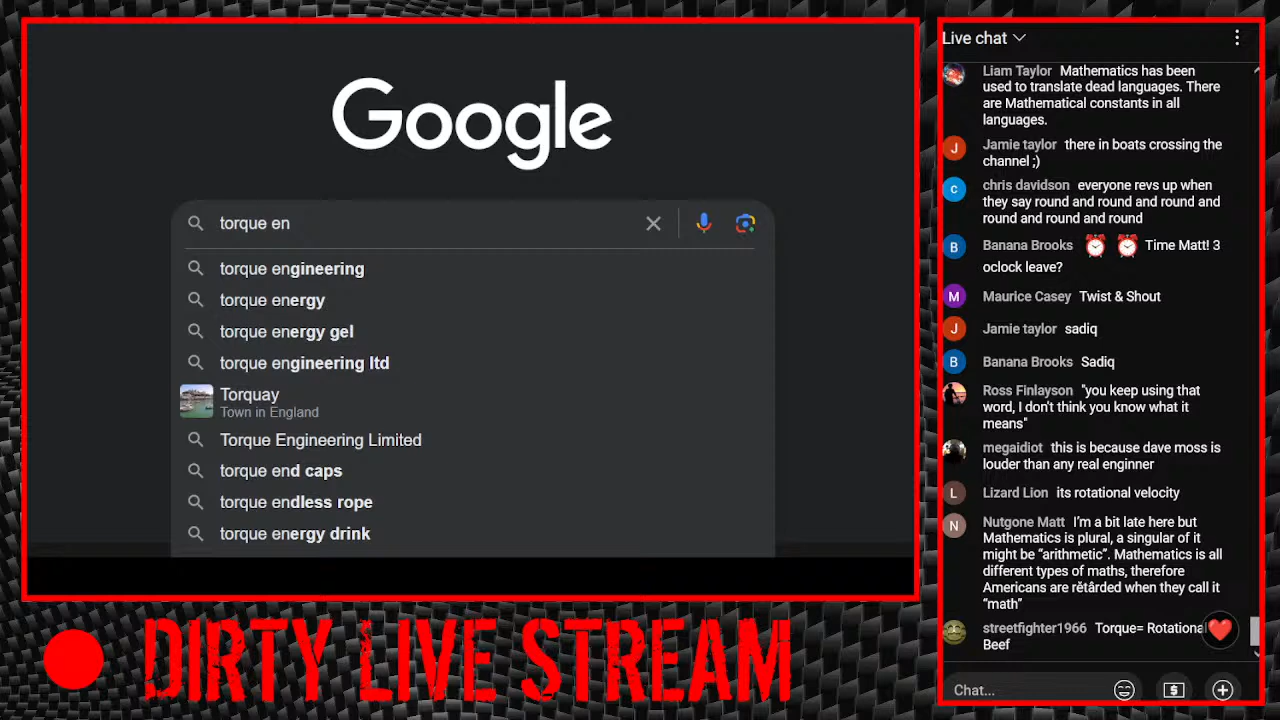 Google
torque en
torque engineering
torque energy
torque energy gel
torque engineering ltd
Torquay
Town in England
Torque Engineering Limited
torque end caps
torque endless rope
torque energy drink
DIRTY LIVE STREAM
Live chat
Liam Taylor Mathematics has been
used to translate dead languages. There
are Mathematical constants in all
languages.
J
Jamie taylor there in boats crossing the
channel ;)
c
chris davidson everyone revs up when
they say round and round and round and
round and round and round
B
Banana Brooks Time Matt! 3
oclock leave?
M
Maurice Casey Twist & Shout
J
Jamie taylor sadiq
B
Banana Brooks Sadiq
Ross Finlayson "you keep using that
word, I don't think you know what it
means"
megaidiot this is because dave moss is
louder than any real enginner
L
Lizard Lion its rotational velocity
N
Nutgone Matt I'm a bit late here but
Mathematics is plural, a singular of it
might be “arithmetic”. Mathematics is all
different types of maths, therefore
Americans are rětârded when they call it
“math”
streetfighter1966 Torque= Rotational
Beef
Chat...
$